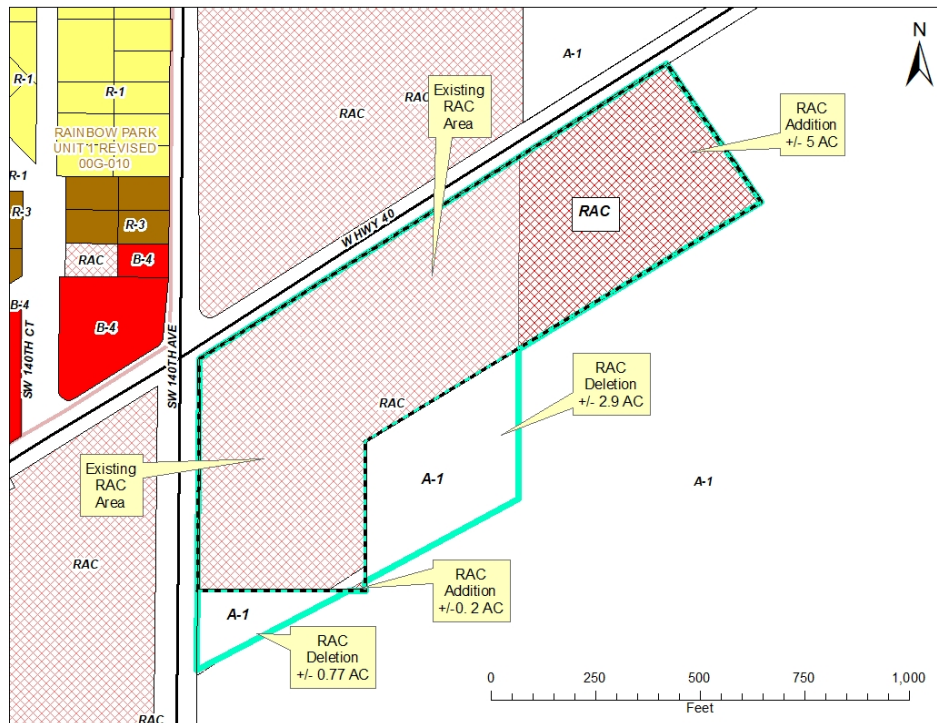 A-1
N
R-1
R-1
RAC
RAC
Existing
RAC
Area
RAC
Addition
+/- 5 AC
RAINBOW PARK
UNIT 1 REVISED
00G-010
R-1
R-3
R-3
RAC
W HWY 40
RAC
B-4
B-4
B-4
SW 140TH CT
SW 140TH AVE
RAC
Deletion
+/- 2.9 AC
RAC
Existing
RAC
Area
A-1
A-1
RAC
RAC
Addition
+/-0. 2 AC
A-1
RAC
Deletion
+/- 0.77 AC
0 250 500 750 1,000
Feet
RAC